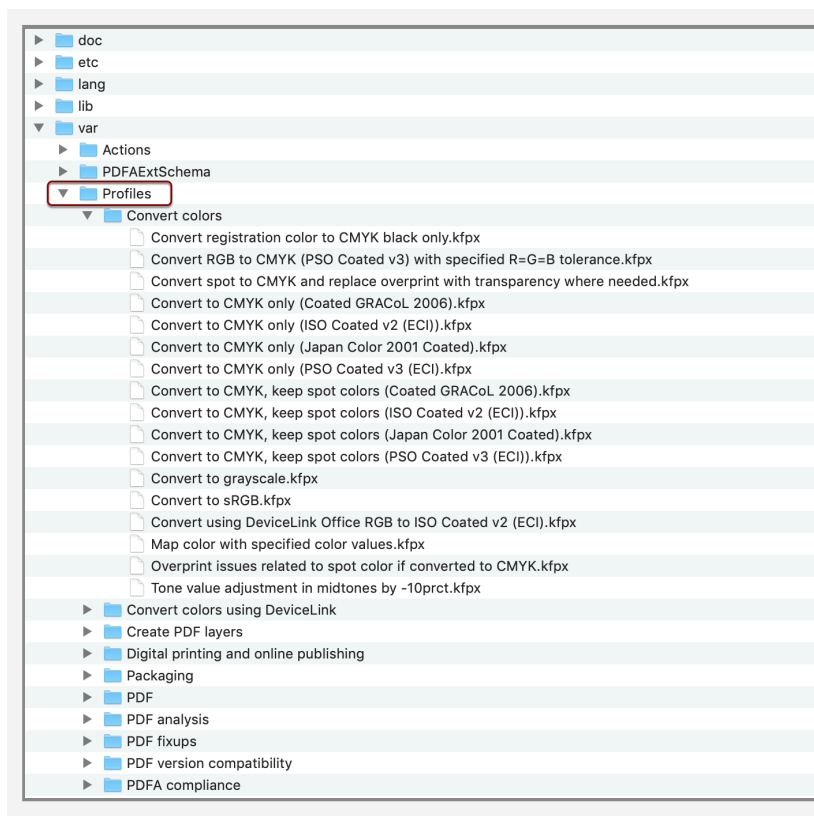 doc
etc
lang
lib
var
Actions
PDFAExtSchema
Profiles
Convert colors
Convert registration color to CMYK black only.kfpx
Convert RGB to CMYK (PSO Coated v3) with specified R=G=B tolerance.kfpx
Convert spot to CMYK and replace overprint with transparency where needed.kfpx
Convert to CMYK only (Coated GRACoL 2006).kfpx
Convert to CMYK only (ISO Coated v2 (ECI)).kfpx
Convert to CMYK only (Japan Color 2001 Coated).kfpx
Convert to CMYK only (PSO Coated v3 (ECI).kfpx
Convert to CMYK, keep spot colors (Coated GRACoL 2006).kfpx
Convert to CMYK, keep spot colors (ISO Coated v2 (ECI)).kfpx
Convert to CMYK, keep spot colors (Japan Color 2001 Coated).kfpx
Convert to CMYK, keep spot colors (PSO Coated v3 (ECI)).kfpx
Convert to grayscale.kfpx
Convert to sRGB.kfpx
Convert using DeviceLink Office RGB to ISO Coated v2 (ECI).kfpx
Map color with specified color values.kfpx
Overprint issues related to spot color if converted to CMYK.kfpx
Tone value adjustment in midtones by -10prct.kfpx
Convert colors using DeviceLink
Create PDF layers
Digital printing and online publishing
Packaging
PDF
PDF analysis
PDF fixups
PDF version compatibility
PDFA compliance